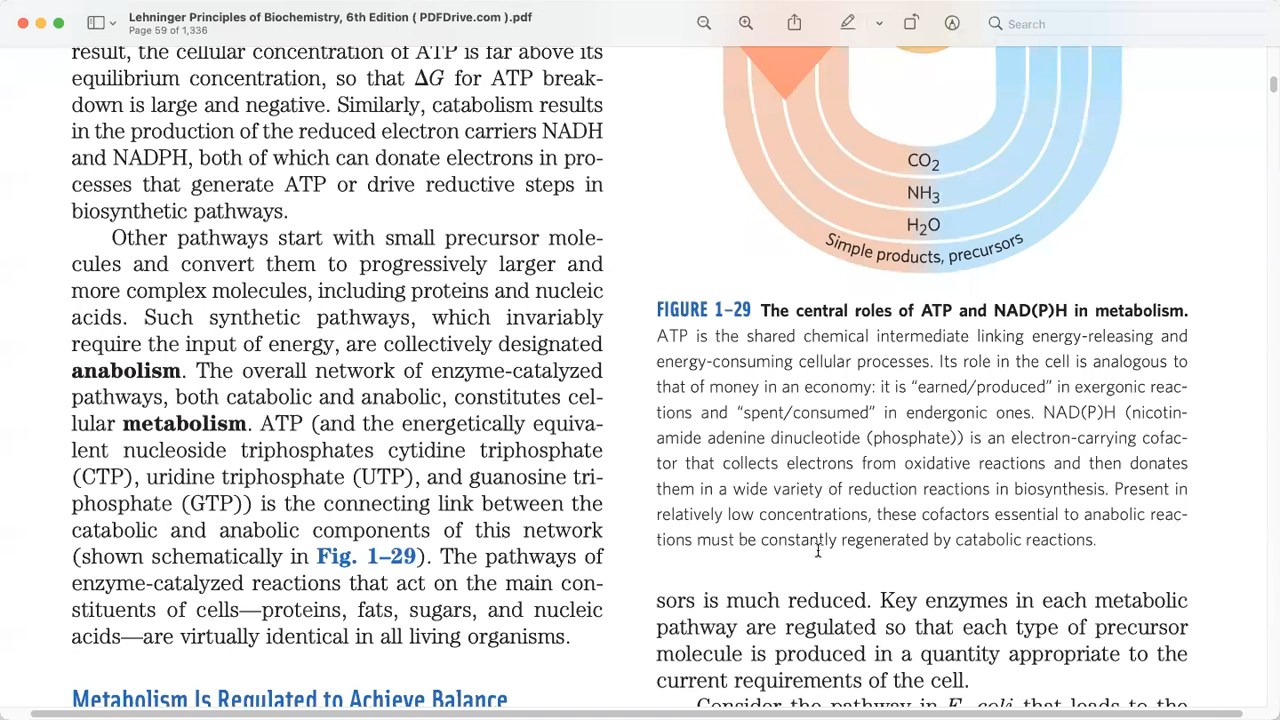 Lehninger Principles of Biochemistry, 6th Edition ( PDFDrive.com ).pdf
Page 59 of 1,336
Search
result, the cellular concentration of ATP is far above its
equilibrium concentration, so that ΔG for ATP break-
down is large and negative. Similarly, catabolism results
in the production of the reduced electron carriers NADH
and NADPH, both of which can donate electrons in pro-
cesses that generate ATP or drive reductive steps in
biosynthetic pathways.
Other pathways start with small precursor mole-
cules and convert them to progressively larger and
more complex molecules, including proteins and nucleic
acids. Such synthetic pathways, which invariably
require the input of energy, are collectively designated
anabolism. The overall network of enzyme-catalyzed
pathways, both catabolic and anabolic, constitutes cel-
lular metabolism. ATP (and the energetically equiva-
lent nucleoside triphosphates cytidine triphosphate
(CTP), uridine triphosphate (UTP), and guanosine tri-
phosphate (GTP)) is the connecting link between the
catabolic and anabolic components of this network
(shown schematically in Fig. 1–29). The pathways of
enzyme-catalyzed reactions that act on the main con-
stituents of cells—proteins, fats, sugars, and nucleic
acids—are virtually identical in all living organisms.
Metabolism Is Regulated to Achieve Balance
CO₂
NH₃
H₂O
Simple products, precursors
FIGURE 1–29 The central roles of ATP and NAD(P)H in metabolism.
ATP is the shared chemical intermediate linking energy-releasing and
energy-consuming cellular processes. Its role in the cell is analogous to
that of money in an economy: it is “earned/produced” in exergonic reac-
tions and “spent/consumed” in endergonic ones. NAD(P)H (nicotin-
amide adenine dinucleotide (phosphate)) is an electron-carrying cofac-
tor that collects electrons from oxidative reactions and then donates
them in a wide variety of reduction reactions in biosynthesis. Present in
relatively low concentrations, these cofactors essential to anabolic reac-
tions must be constantly regenerated by catabolic reactions.
sors is much reduced. Key enzymes in each metabolic
pathway are regulated so that each type of precursor
molecule is produced in a quantity appropriate to the
current requirements of the cell.
Consider the pathway in E. coli that leads to the